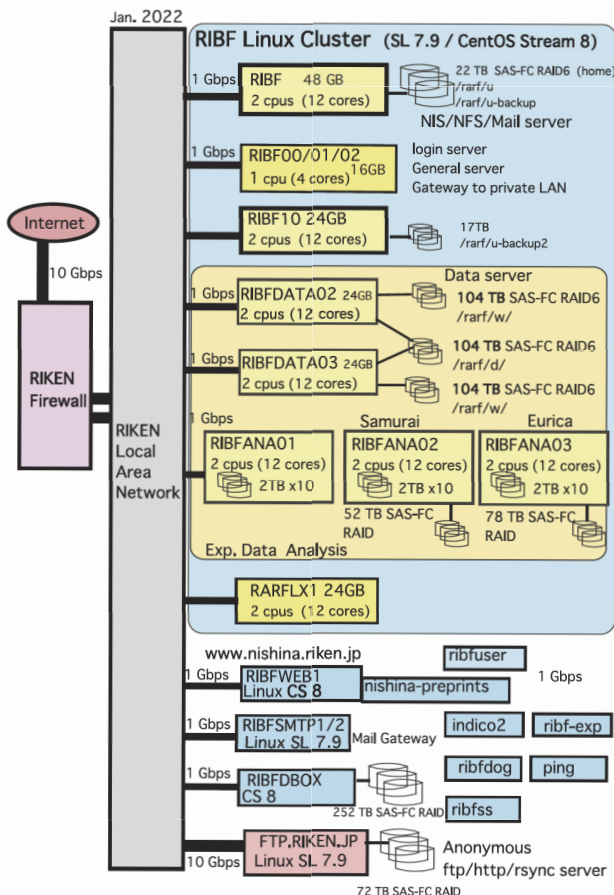 Jan. 2022
RIBF Linux Cluster (SL 7.9 / CentOS Stream 8)
1 Gbps
RIBF 48 GB
2 cpus (12 cores)
22 TB SAS-FC RAID6 (home)
/rarf/u
/rarf/u-backup
NIS/NFS/Mail server
1 Gbps
RIBF00/01/02
1 cpu (4 cores) 16GB
login server
General server
Gateway to private LAN
1 Gbps
RIBF10 24GB
2 cpus (12 cores)
17TB
/rarf/u-backup2
Internet
10 Gbps
RIKEN
Firewall
RIKEN
Local
Area
Network
Data server
1 Gbps
RIBFDATA02 24GB
2 cpus (12 cores)
104 TB SAS-FC RAID6
/rarf/w/
104 TB SAS-FC RAID6
/rarf/d/
1 Gbps
RIBFDATA03 24GB
2 cpus (12 cores)
104 TB SAS-FC RAID6
/rarf/w/
1 Gbps
RIBFANA01
2 cpus (12 cores)
2TB x10
Samurai
RIBFANA02
2 cpus (12 cores)
2TB x10
52 TB SAS-FC
RAID
Eurica
RIBFANA03
2 cpus (12 cores)
2TB x10
78 TB SAS-FC
RAID
Exp. Data Analysis
RARFLX1 24GB
2 cpus (12 cores)
www.nishina.riken.jp
1 Gbps
RIBFWEB1
Linux CS 8
nishina-preprints
ribfuser
1 Gbps
1 Gbps
RIBFSMTP1/2
Linux SL 7.9
Mail Gateway
indico2
ribf-exp
1 Gbps
RIBFDBOX
CS 8
252 TB SAS-FC RAID
ribfdog
ping
ribfss
10 Gbps
FTP.RIKEN.JP
Linux SL 7.9
Anonymous
ftp/http/rsync server
72 TB SAS-FC RAID